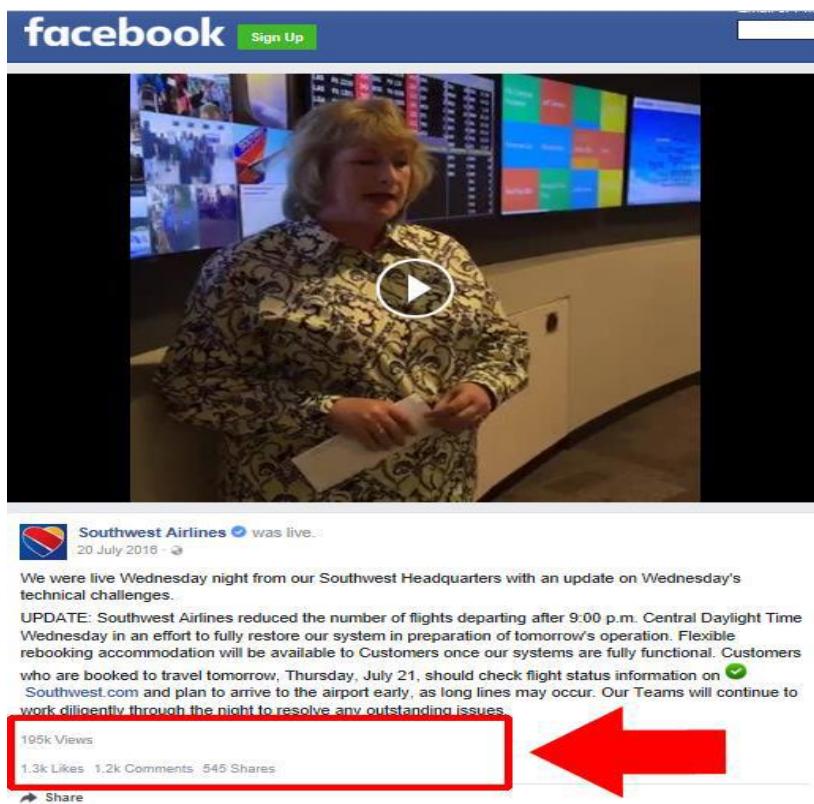 facebook Sign Up
Southwest Airlines was live.
20 July 2016
We were live Wednesday night from our Southwest Headquarters with an update on Wednesday's
technical challenges.
UPDATE: Southwest Airlines reduced the number of flights departing after 9:00 p.m. Central Daylight Time
Wednesday in an effort to fully restore our system in preparation of tomorrow's operation. Flexible
rebooking accommodation will be available to Customers once our systems are fully functional. Customers
who are booked to travel tomorrow, Thursday, July 21, should check flight status information on
Southwest.com and plan to arrive to the airport early, as long lines may occur. Our Teams will continue to
work diligently through the night to resolve any outstanding issues
195k Views
1.3k Likes 1.2k Comments 545 Shares
Share